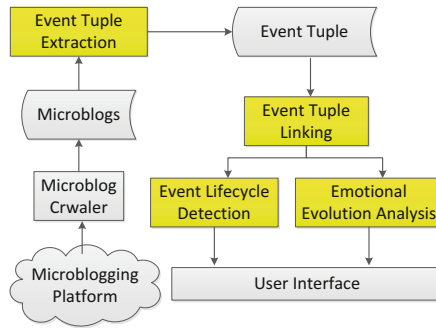 Event Tuple
Extraction
Event Tuple
Microblogs
Event Tuple
Linking
Microblog
Crwaler
Event Lifecycle
Detection
Emotional
Evolution Analysis
Microblogging
Platform
User Interface